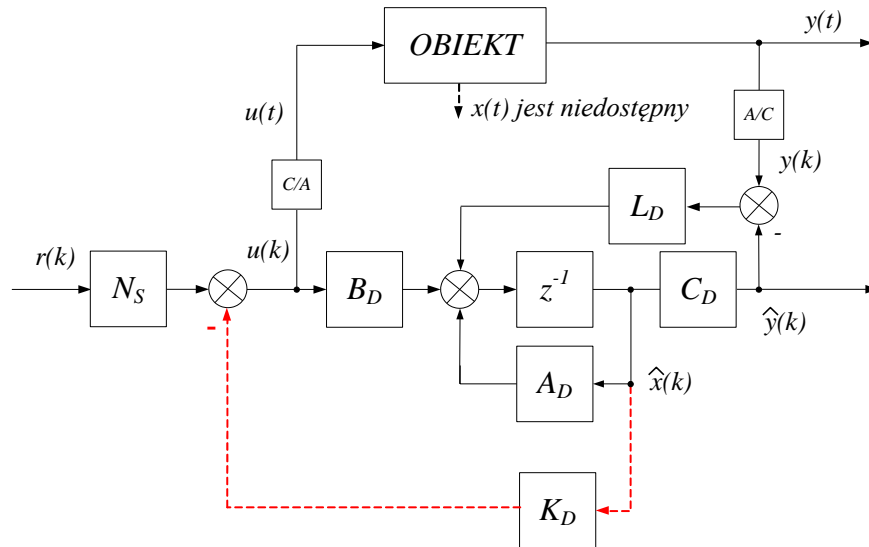 OBIEKT
y(t)
x(t) jest niedostępny
u(t)
A/C
y(k)
C/A
L_D
-
r(k)
u(k)
N_S
B_D
z^{-1}
C_D
-
ŷ(k)
A_D
x̂(k)
K_D